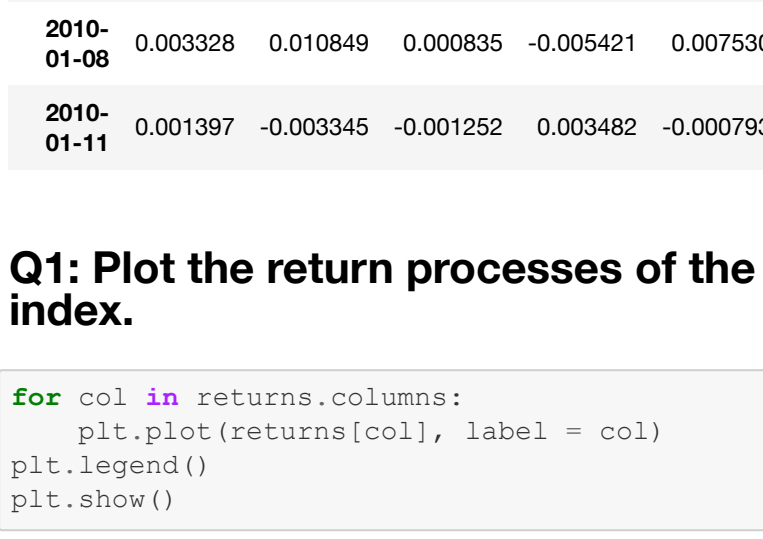 2010-
01-08 0.003328 0.010849 0.000835 -0.005421
2010-
01-11 0.001397 -0.003345 -0.001252 0.003482 -0.000793
Q1: Plot the return processes of the
index.
for col in returns.columns:
    plt.plot(returns[col], label = col)
plt.legend()
plt.show()